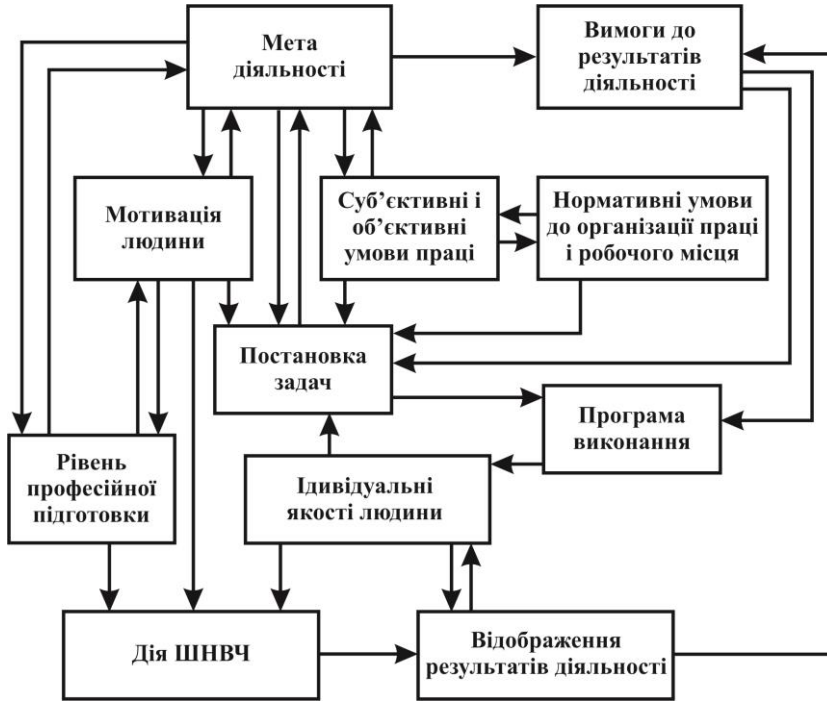 Мета
діяльності
Вимоги до
результатів
діяльності
Мотивація
людини
Суб’єктивні і
об’єктивні
умови праці
Нормативні умови
до організації праці
і робочого місця
Постановка
задач
Програма
виконання
Рівень
професійної
підготовки
Ідивідуальні
якості людини
Дія ШНВЧ
Відображення
результатів діяльності